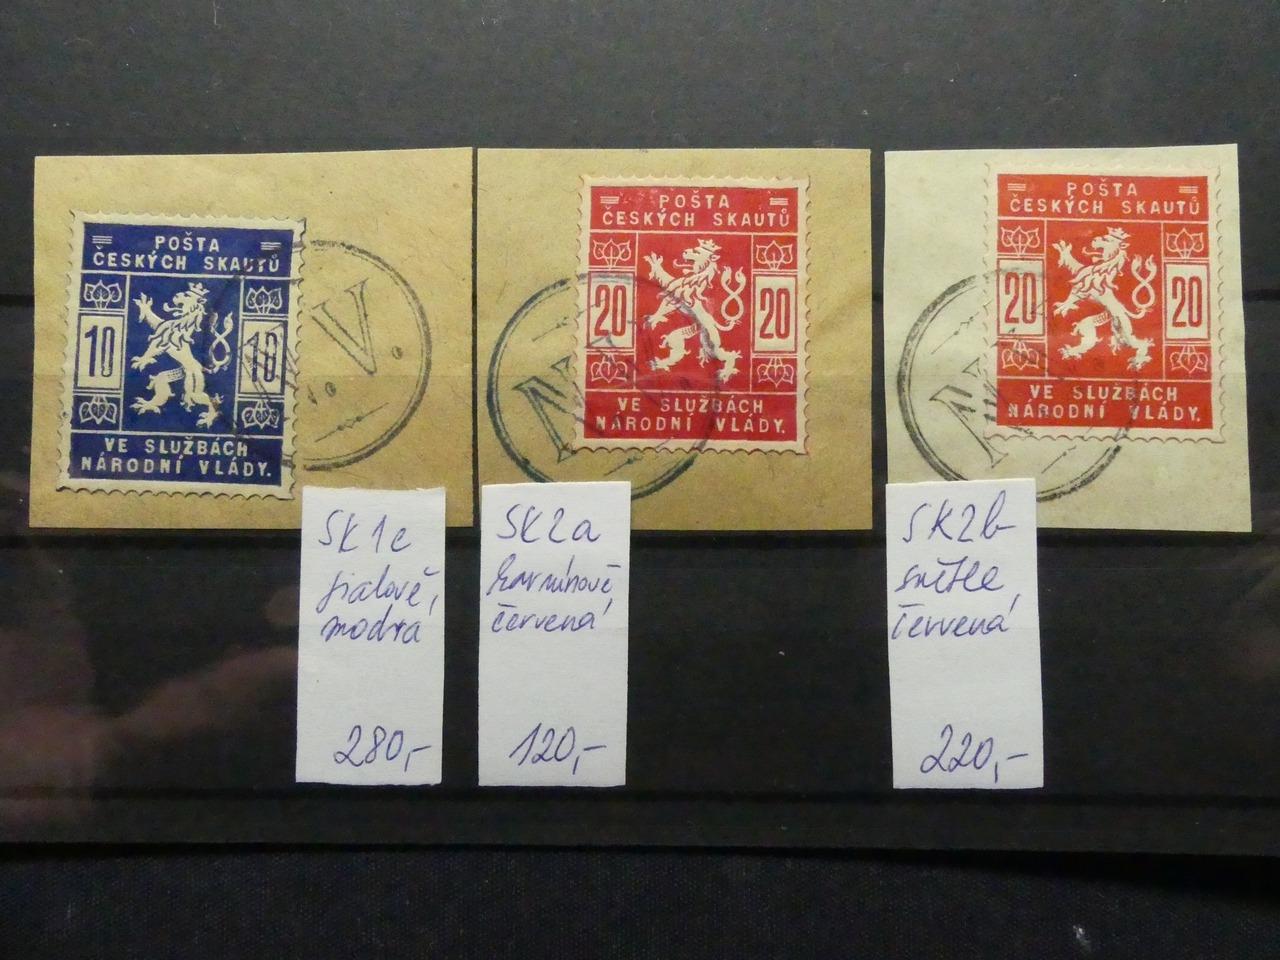 POŠTA
ČESKÝCH SKAUTŮ
10 10
VE SLUŽBÁCH
NÁRODNÍ VLÁDY.
N.V.
POŠTA
ČESKÝCH SKAUTŮ
20 20
VE SLUŽBÁCH
NÁRODNÍ VLÁDY.
N.V.
POŠTA
ČESKÝCH SKAUTŮ
20 20
VE SLUŽBÁCH
NÁRODNÍ VLÁDY.
N.V.
SK1c
fialově,
modrá
280,-
SK2a
karmínově,
červená
120,-
SK2b
světle,
červená
220,-